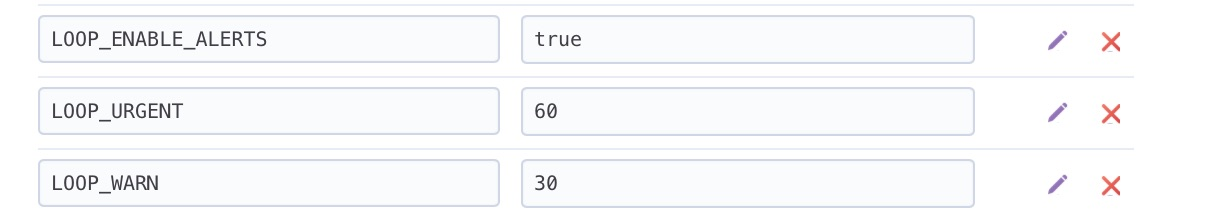 LOOP_ENABLE_ALERTS true
LOOP_URGENT 60
LOOP_WARN 30